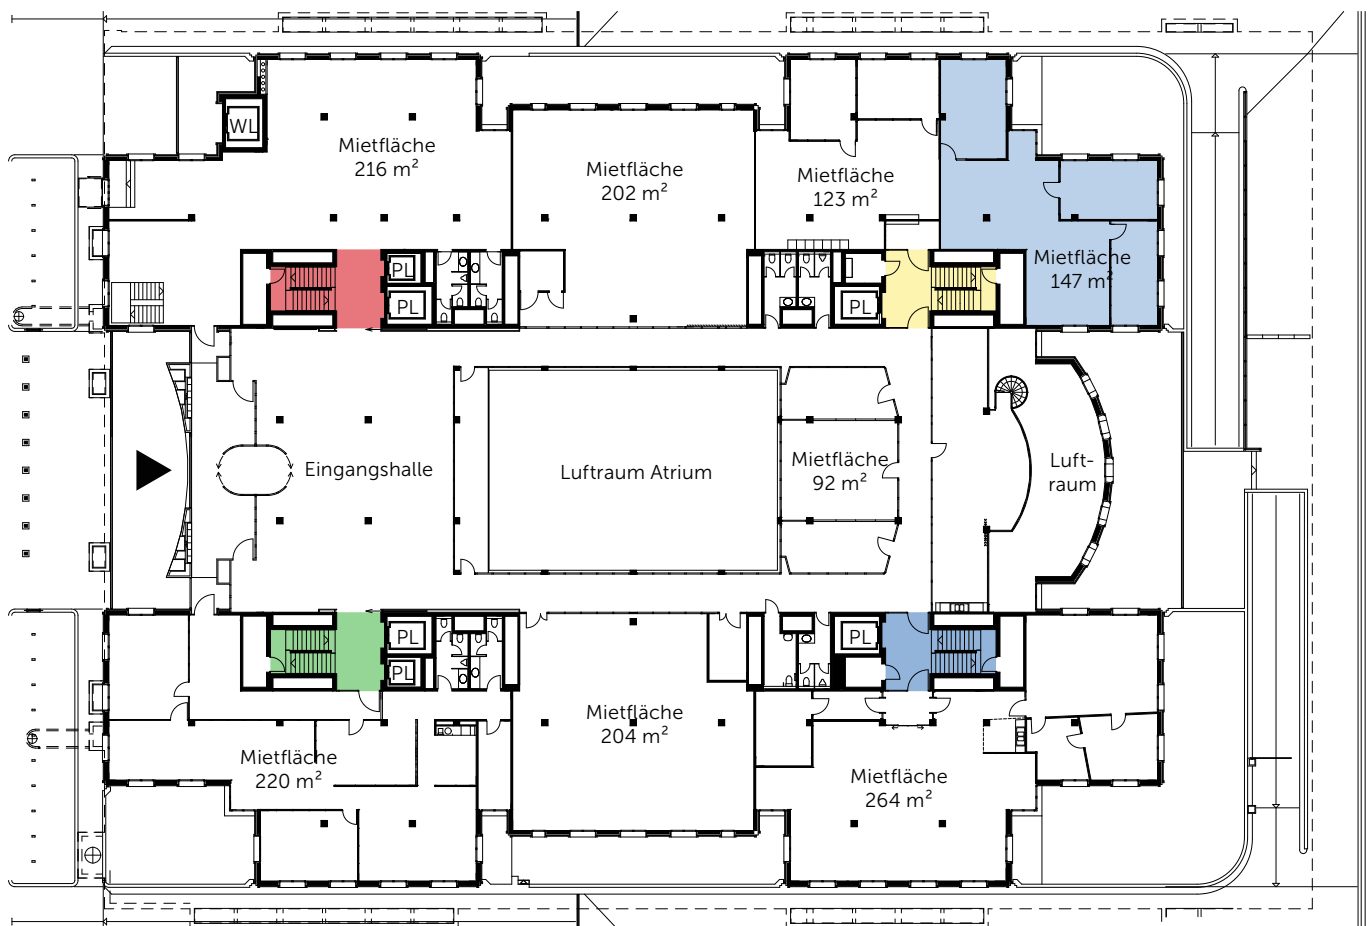 WL
Mietfläche
216 m²
Mietfläche
202 m²
Mietfläche
123 m²
Mietfläche
147 m²
PL
PL
PL
Eingangshalle
Luftraum Atrium
Mietfläche
92 m²
Luft-
raum
PL
PL
PL
Mietfläche
204 m²
Mietfläche
220 m²
Mietfläche
264 m²